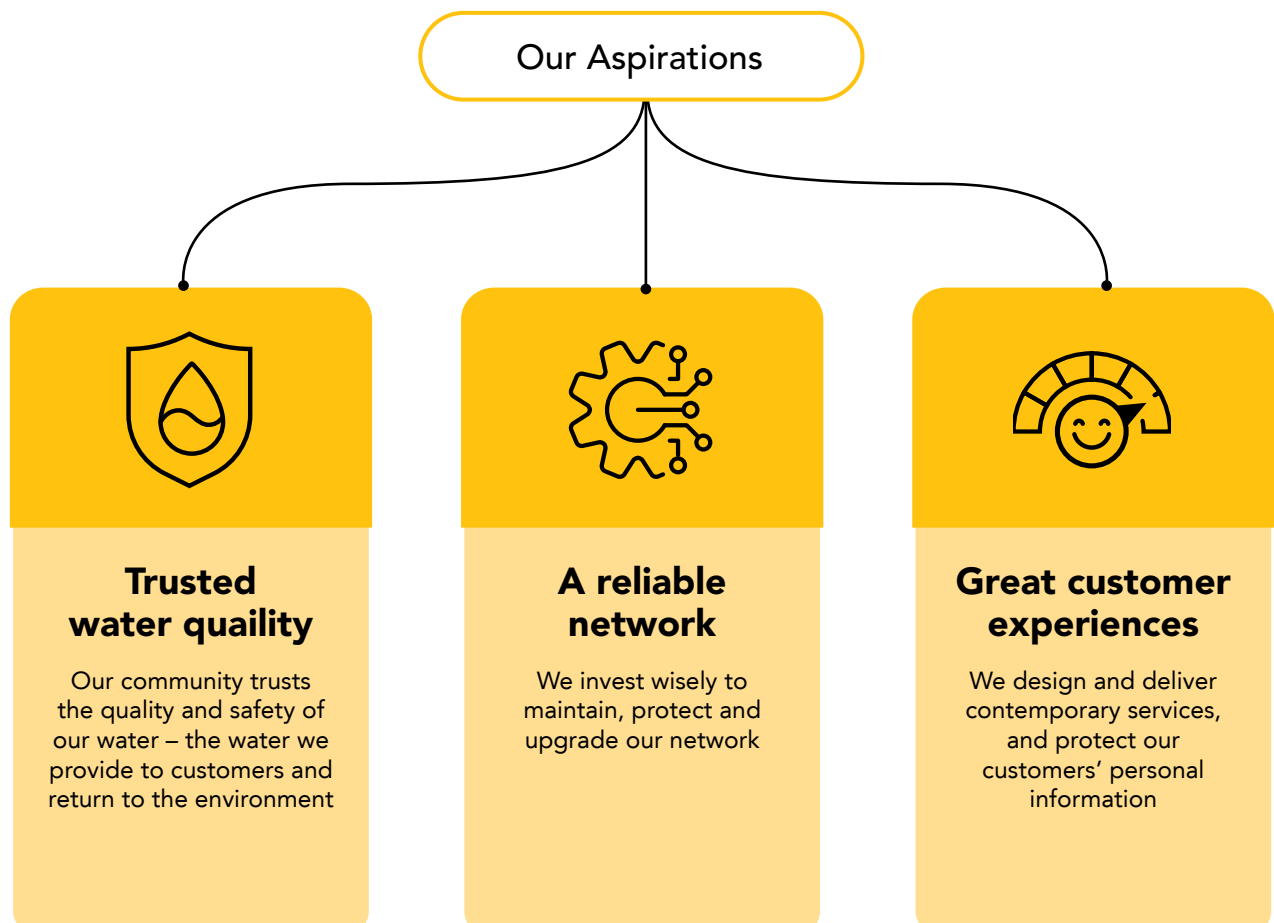 Our Aspirations
Trusted
water quaility
Our community trusts
the quality and safety of
our water – the water we
provide to customers and
return to the environment
A reliable
network
We invest wisely to
maintain, protect and
upgrade our network
Great customer
experiences
We design and deliver
contemporary services,
and protect our
customers’ personal
information